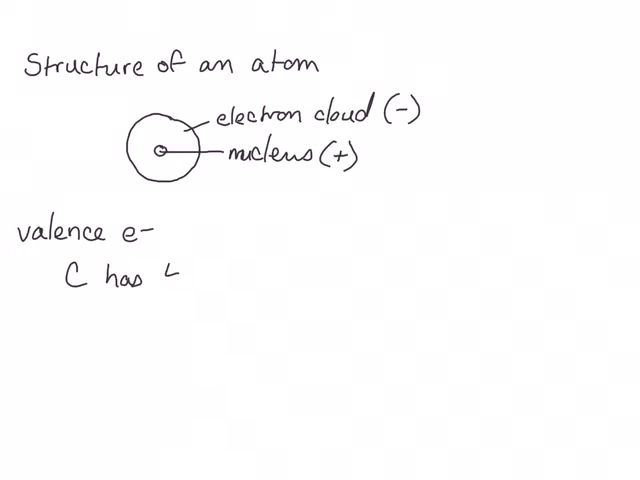 Structure of an atom
electron cloud (-)
nucleus (+)
valence e-
C has